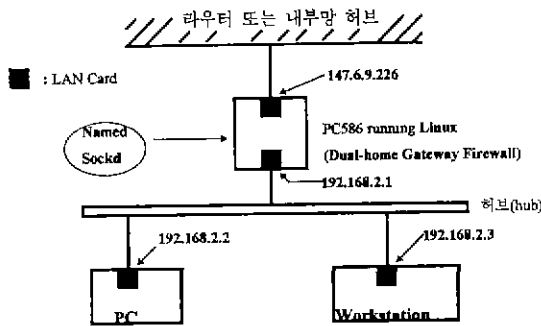 라우터 또는 내부망 허브
147.6.9.226
: LAN Card
Named
Sockd
PC586 running Linux
(Dual-home Gateway Firewall)
192.168.2.1
허브(hub)
192.168.2.2
192.168.2.3
PC
Workstation